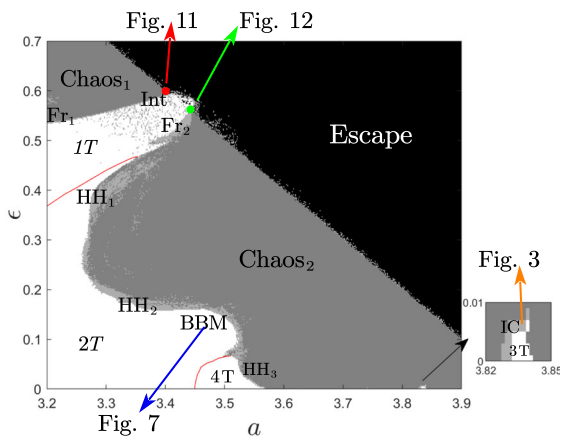 Fig. 11
Fig. 12
0.7
0.6
0.5
0.4
0.3
0.2
0.1
0
ϵ
Chaos₁
Int
Fr₁
Fr₂
1T
Escape
HH₁
Chaos₂
HH₂
BBM
2T
4T
HH₃
Fig. 3
0.01
IC
3T
0
3.82
3.85
3.2
3.3
3.4
3.5
3.6
3.7
3.8
3.9
Fig. 7
a